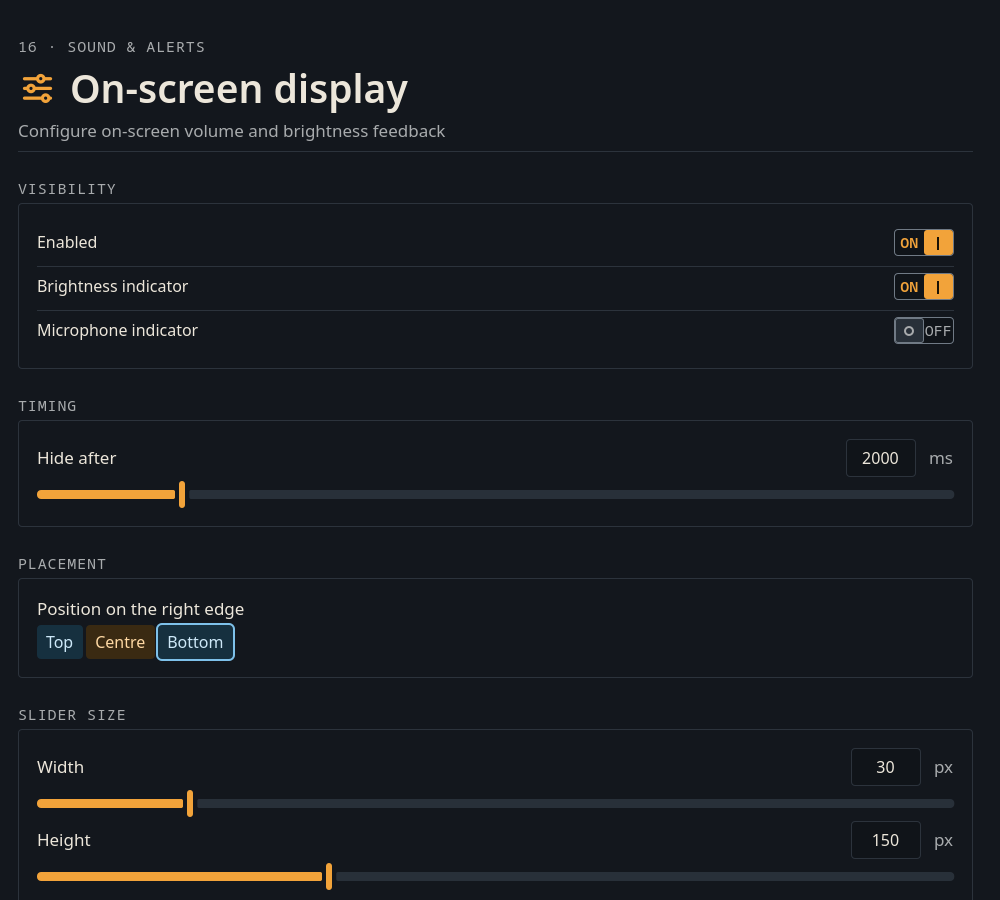 16 · SOUND & ALERTS
On-screen display
Configure on-screen volume and brightness feedback
VISIBILITY
Enabled ON
Brightness indicator ON
Microphone indicator OFF
TIMING
Hide after 2000 ms
PLACEMENT
Position on the right edge
Top Centre Bottom
SLIDER SIZE
Width 30 px
Height 150 px